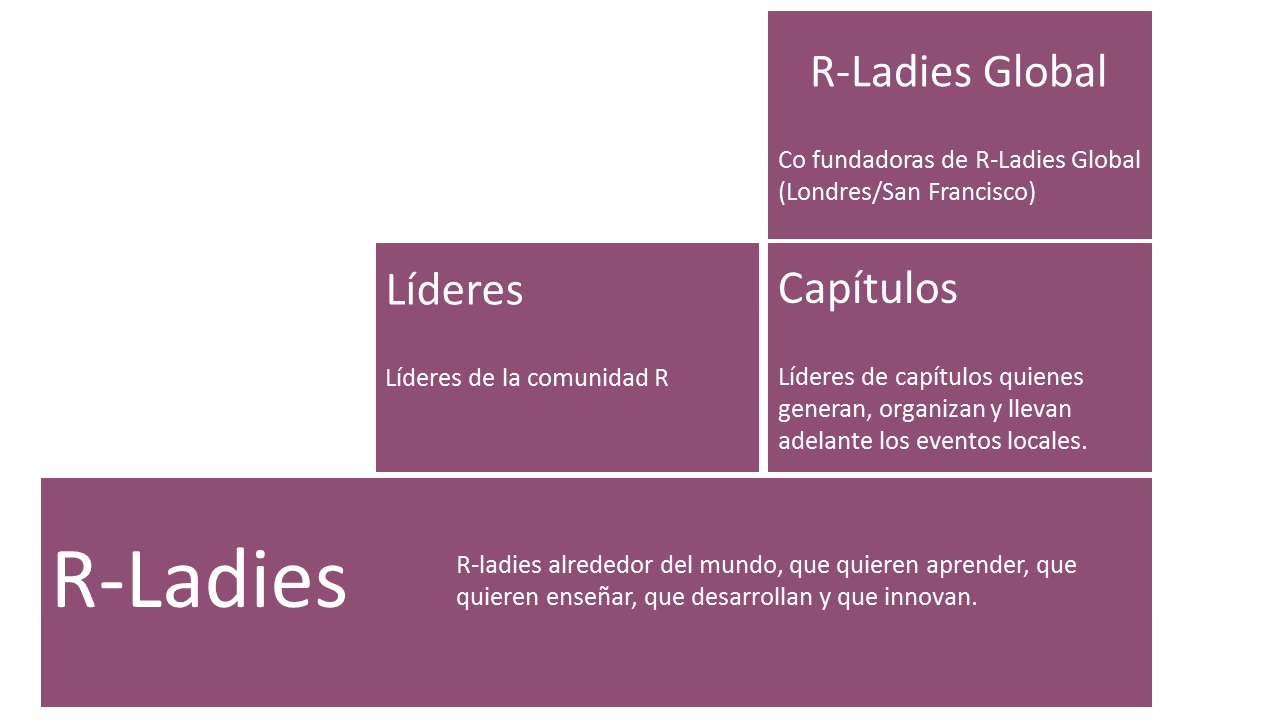 R-Ladies Global
Co fundadoras de R-Ladies Global
(Londres/San Francisco)
Líderes
Líderes de la comunidad R
Capítulos
Líderes de capítulos quienes
generan, organizan y llevan
adelante los eventos locales.
R-Ladies
R-ladies alrededor del mundo, que quieren aprender, que
quieren enseñar, que desarrollan y que innovan.